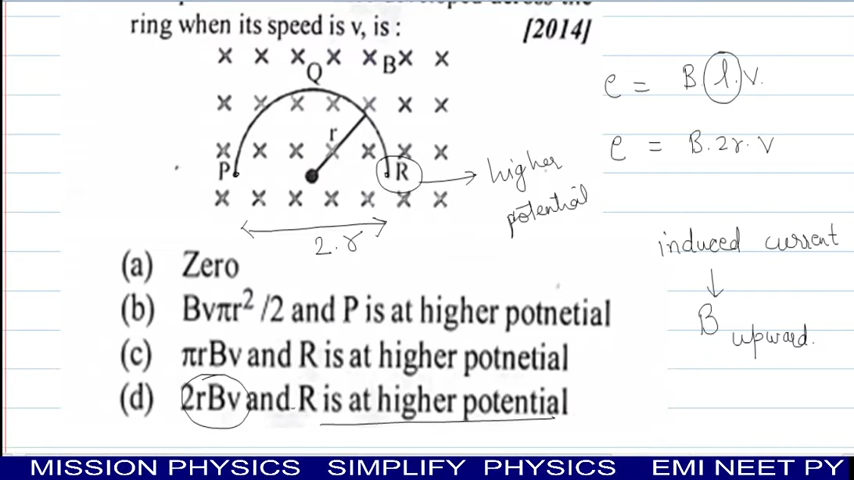 ring when its speed is v, is : [2014]
× × × × × B × ×
Q
× × × × × × ×
r
× × × × × × ×
P R
× × × × × × ×
2.r
higher
potential
e = B l. V.
e = B. 2r. V
induced current
↓
B upward.
(a) Zero
(b) Bvπr² /2 and P is at higher potnetial
(c) πrBv and R is at higher potnetial
(d) 2rBv and R is at higher potential
MISSION PHYSICS SIMPLIFY PHYSICS EMI NEET PY